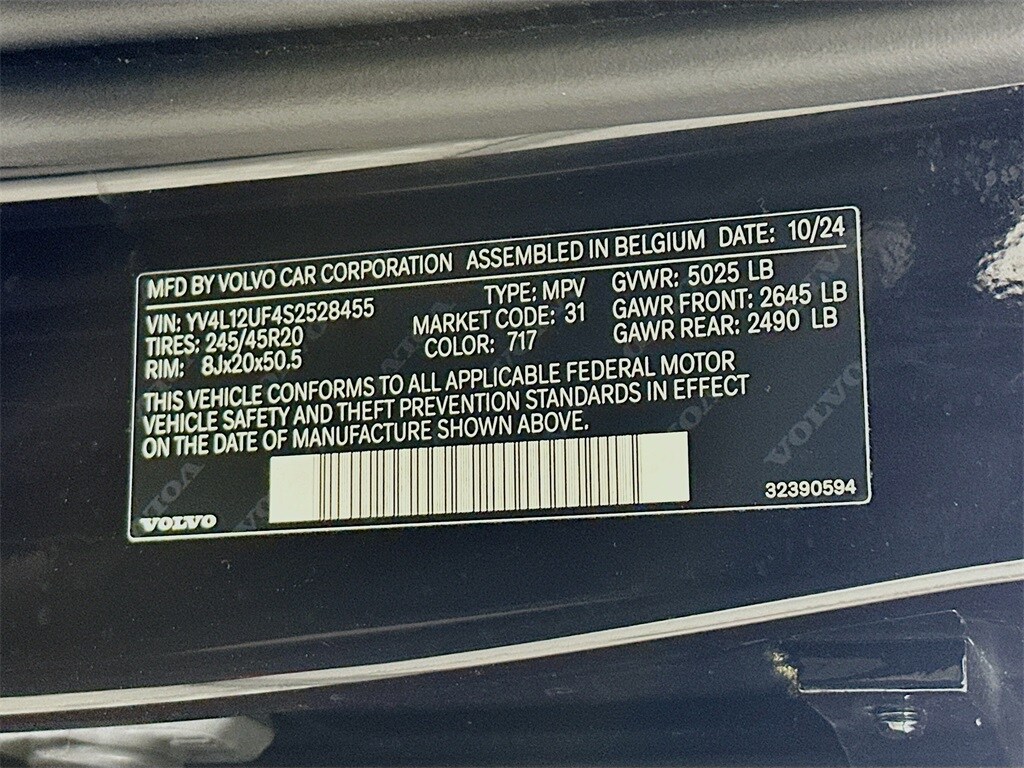 MFD BY VOLVO CAR CORPORATION ASSEMBLED IN BELGIUM DATE: 10/24
VIN: YV4L12UF4S2528455 TYPE: MPV GVWR: 5025 LB
TIRES: 245/45R20 MARKET CODE: 31 GAWR FRONT: 2645 LB
RIM: 8Jx20x50.5 COLOR: 717 GAWR REAR: 2490 LB
THIS VEHICLE CONFORMS TO ALL APPLICABLE FEDERAL MOTOR
VEHICLE SAFETY AND THEFT PREVENTION STANDARDS IN EFFECT
ON THE DATE OF MANUFACTURE SHOWN ABOVE.
VOLVO 32390594